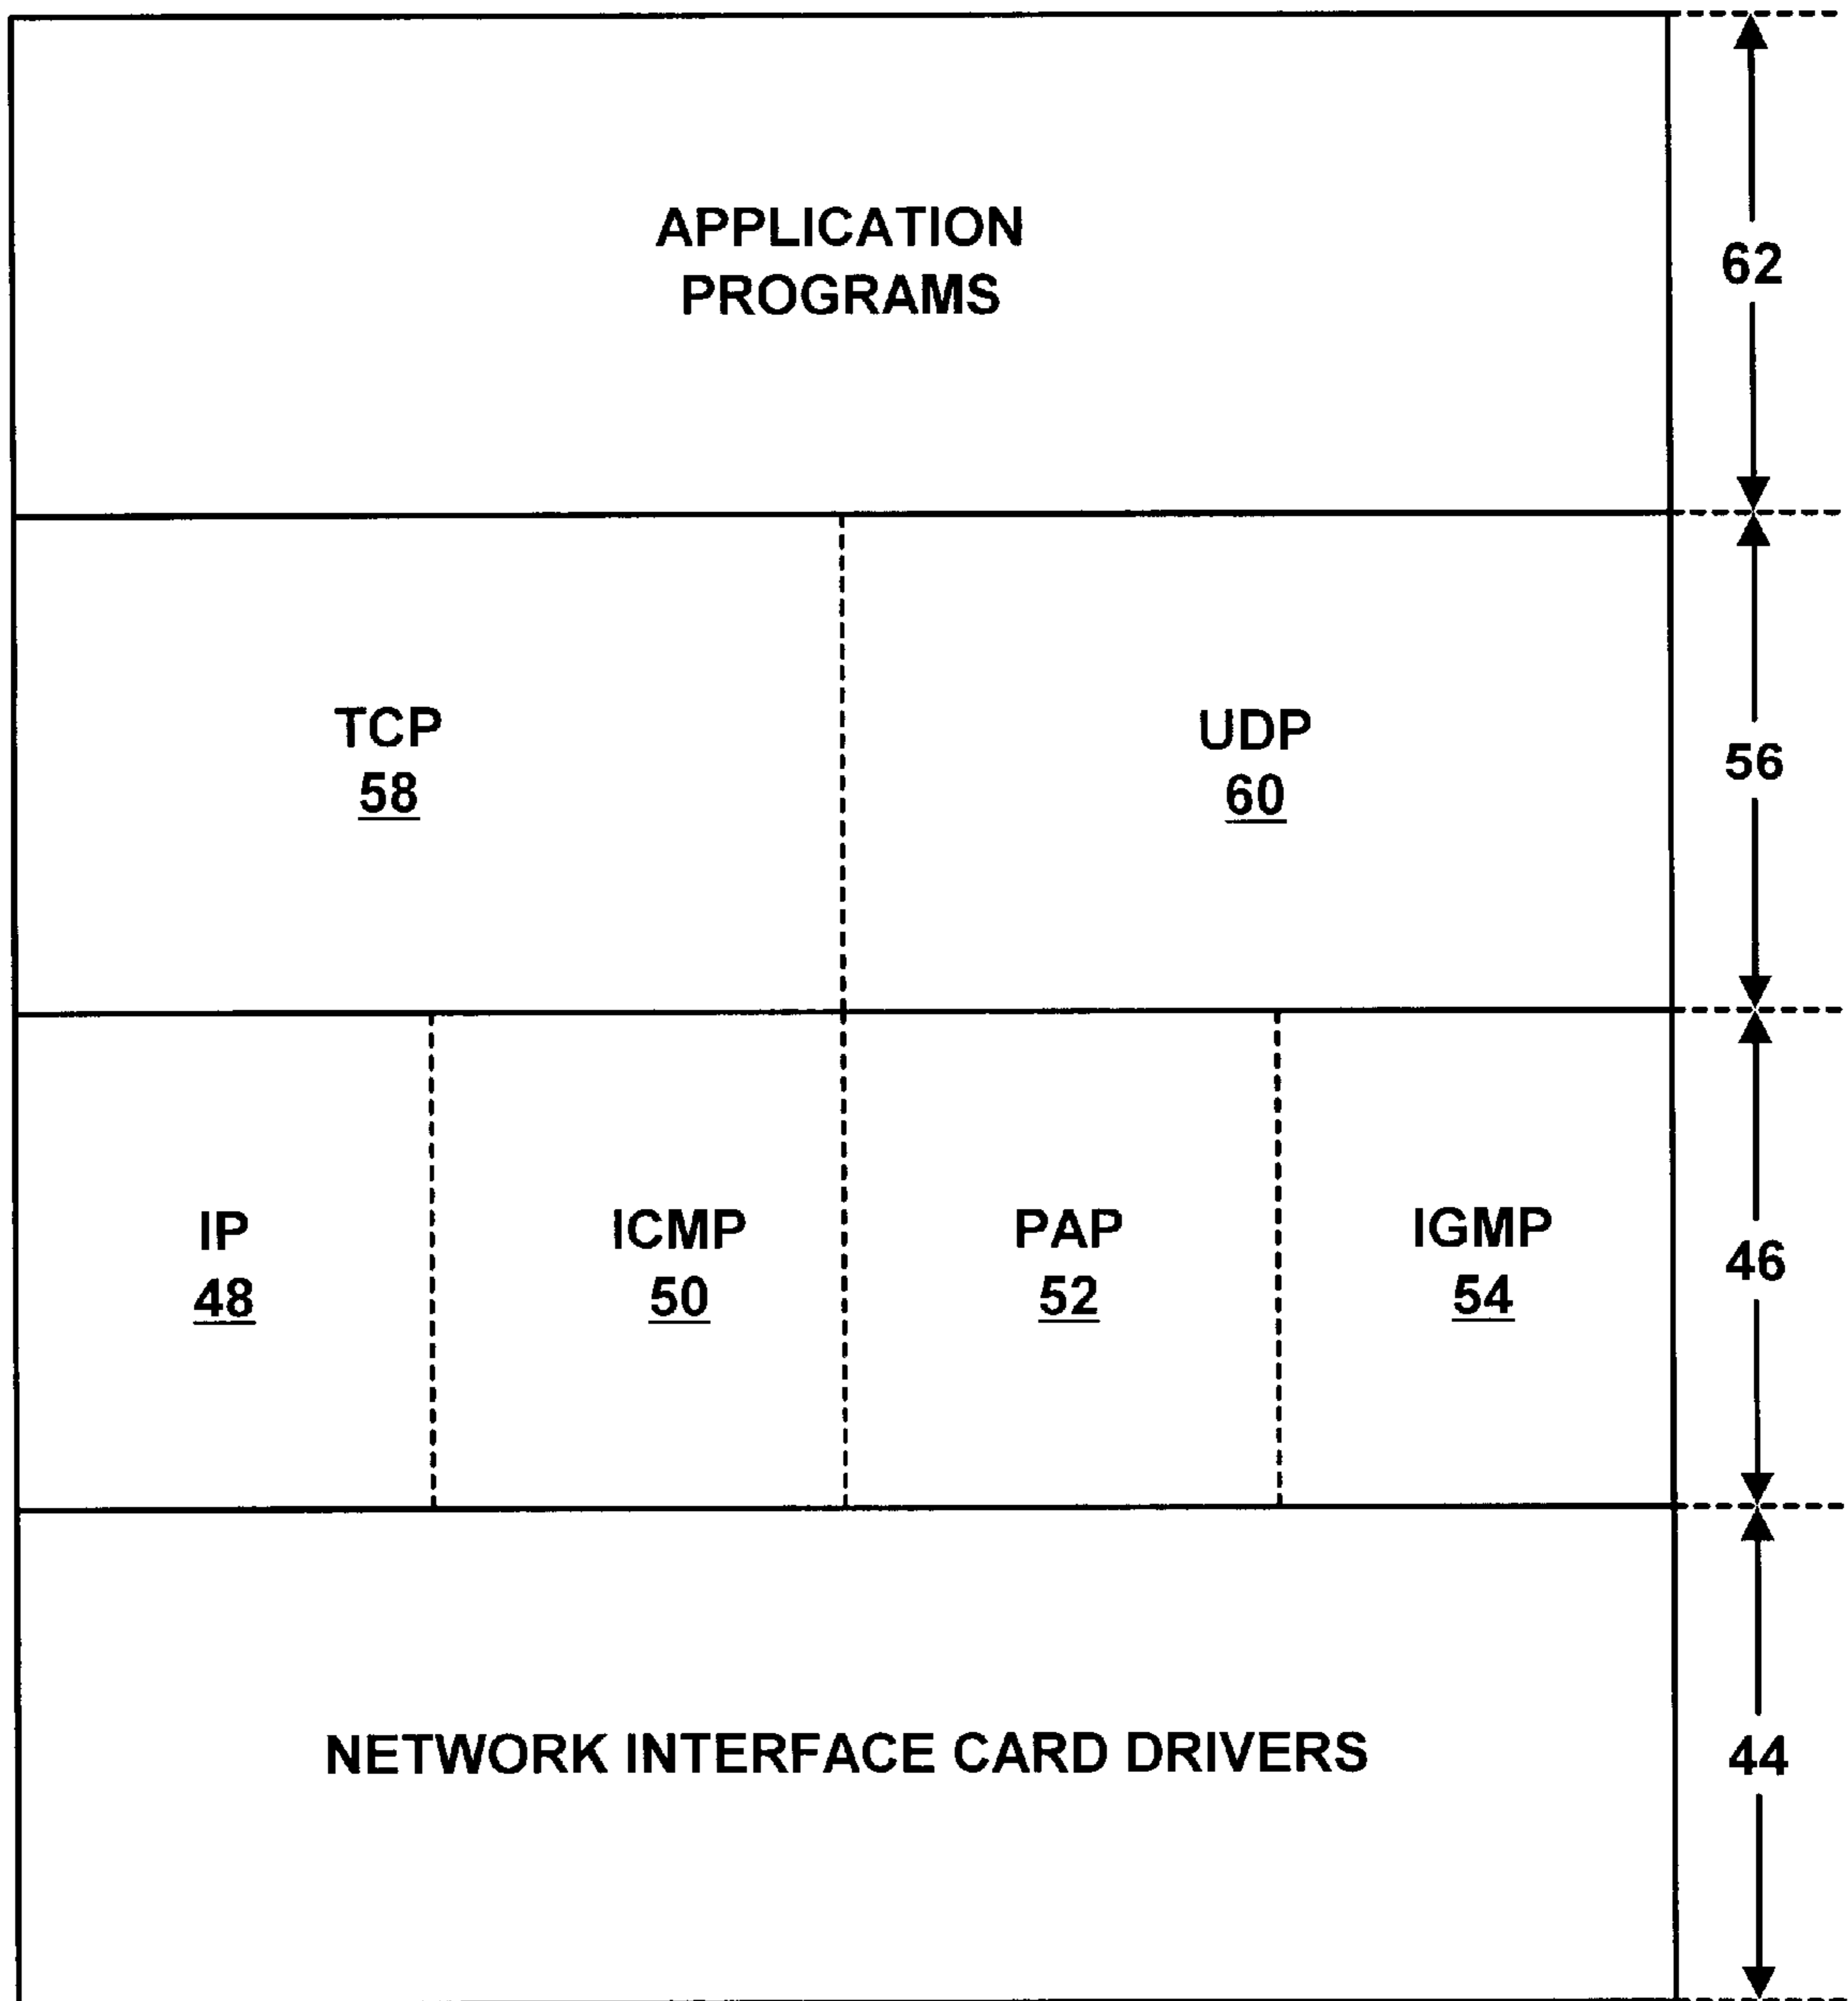 APPLICATION
PROGRAMS
62
TCP
58
UDP
60
56
IP
48
ICMP
50
PAP
52
IGMP
54
46
NETWORK INTERFACE CARD DRIVERS
44